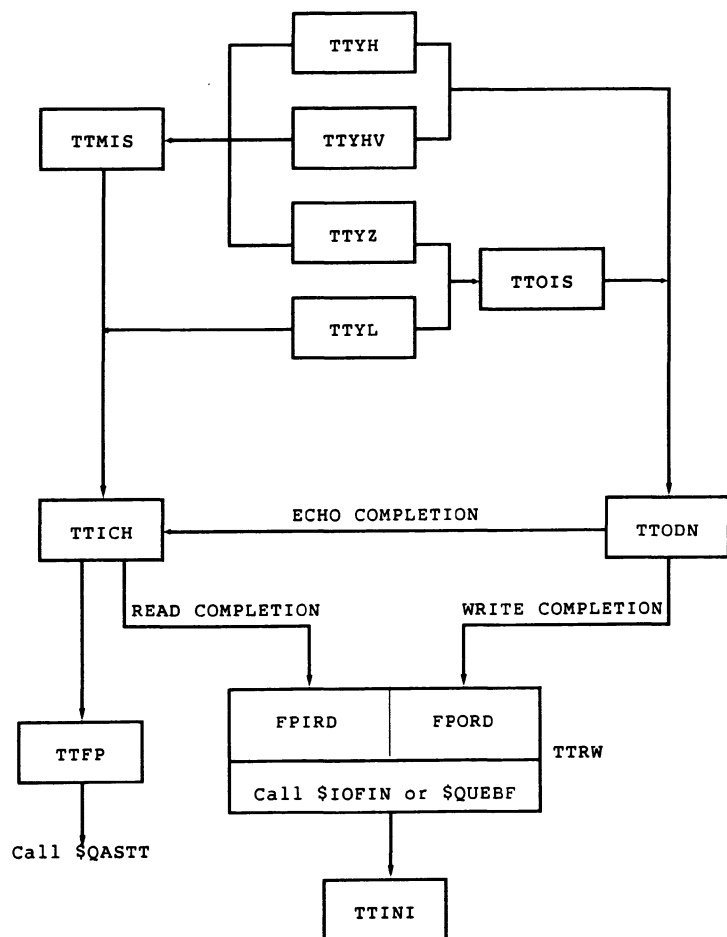 TTYH
TTMIS
TTYHV
TTYZ
TTOIS
TTYL
ECHO COMPLETION
TTICH
TTODN
READ COMPLETION
WRITE COMPLETION
FPIRD
FPORD
TTFP
TTRW
Call $IOFIN or $QUEBF
Call $QASTT
TTINI